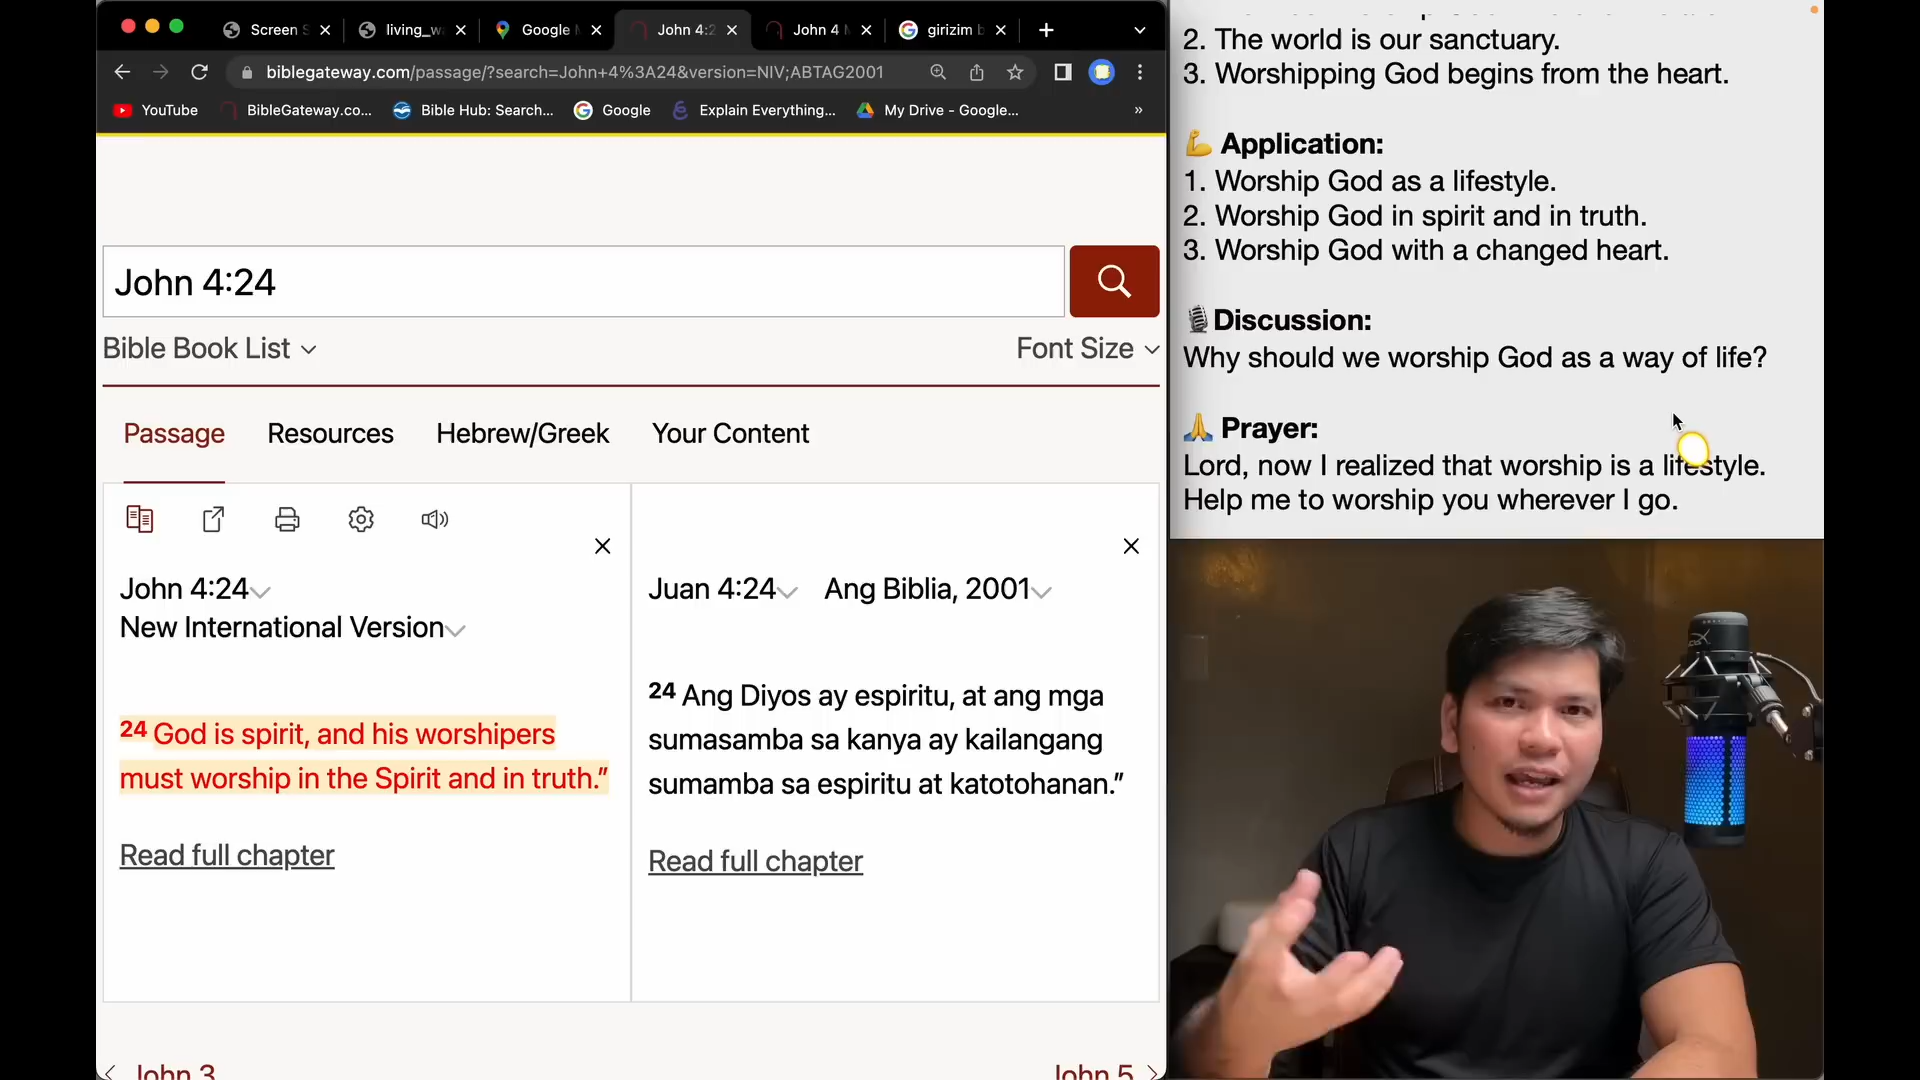 Screen S
living_wa
Google M
John 4:2
John 4 M
girizim b
biblegateway.com/passage/?search=John+4%3A24&version=NIV;ABTAG2001
YouTube
BibleGateway.co...
Bible Hub: Search...
Google
Explain Everything...
My Drive - Google...
»
John 4:24
Bible Book List
Font Size
Passage
Resources
Hebrew/Greek
Your Content
John 4:24
New International Version
24 God is spirit, and his worshipers
must worship in the Spirit and in truth.”
Read full chapter
Juan 4:24 Ang Biblia, 2001
24 Ang Diyos ay espiritu, at ang mga
sumasamba sa kanya ay kailangang
sumamba sa espiritu at katotohanan.”
Read full chapter
John 3
John 5
2. The world is our sanctuary.
3. Worshipping God begins from the heart.
💪 Application:
1. Worship God as a lifestyle.
2. Worship God in spirit and in truth.
3. Worship God with a changed heart.
🎙Discussion:
Why should we worship God as a way of life?
🙏 Prayer:
Lord, now I realized that worship is a lifestyle.
Help me to worship you wherever I go.